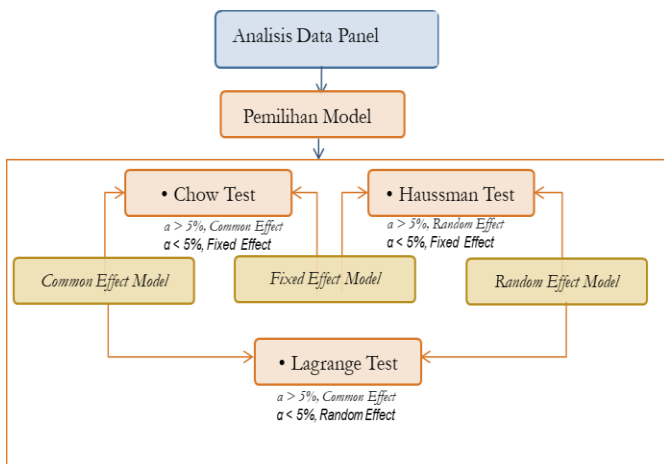 Analisis Data Panel
Pemilihan Model
• Chow Test
α > 5%, Common Effect
α < 5%, Fixed Effect
• Haussman Test
α > 5%, Random Effect
α < 5%, Fixed Effect
Common Effect Model
Fixed Effect Model
Random Effect Model
• Lagrange Test
α > 5%, Common Effect
α < 5%, Random Effect